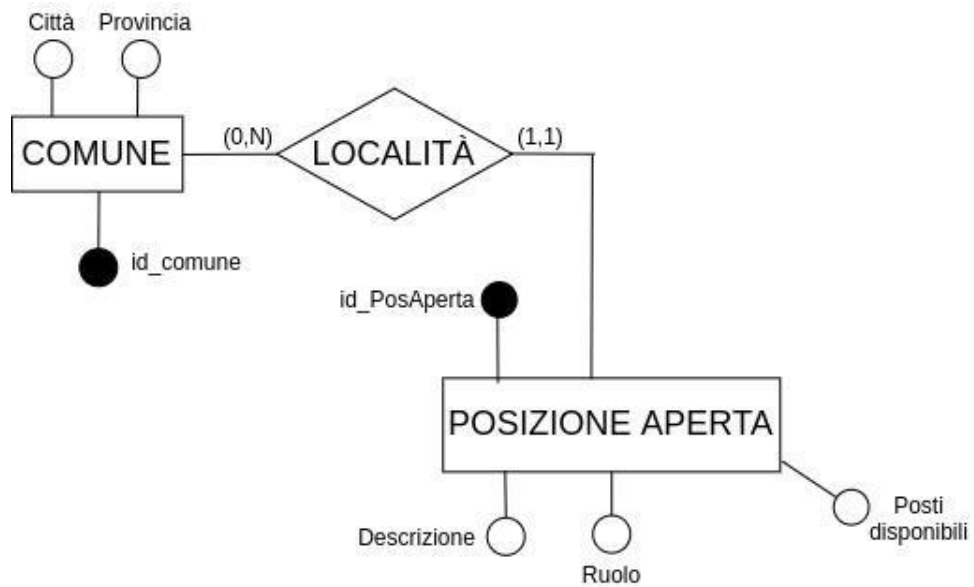 Città Provincia
COMUNE (0,N) LOCALITÀ (1,1)
id_comune
id_PosAperta
POSIZIONE APERTA
Descrizione
Ruolo
Posti
disponibili